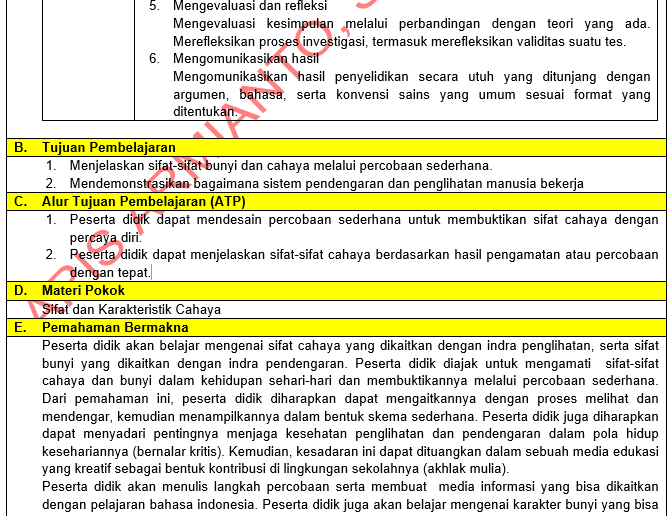 5. Mengevaluasi dan refleksi
Mengevaluasi kesimpulan melalui perbandingan dengan teori yang ada.
Merefleksikan proses investigasi, termasuk merefleksikan validitas suatu tes.
6. Mengomunikasikan hasil
Mengomunikasikan hasil penyelidikan secara utuh yang ditunjang dengan
argumen, bahasa, serta konvensi sains yang umum sesuai format yang
ditentukan.
B. Tujuan Pembelajaran
1. Menjelaskan sifat-sifat bunyi dan cahaya melalui percobaan sederhana.
2. Mendemonstrasikan bagaimana sistem pendengaran dan penglihatan manusia bekerja
C. Alur Tujuan Pembelajaran (ATP)
1. Peserta didik dapat mendesain percobaan sederhana untuk membuktikan sifat cahaya dengan
percaya diri.
2. Peserta didik dapat menjelaskan sifat-sifat cahaya berdasarkan hasil pengamatan atau percobaan
dengan tepat.
D. Materi Pokok
Sifat dan Karakteristik Cahaya
E. Pemahaman Bermakna
Peserta didik akan belajar mengenai sifat cahaya yang dikaitkan dengan indra penglihatan, serta sifat
bunyi yang dikaitkan dengan indra pendengaran. Peserta didik diajak untuk mengamati sifat-sifat
cahaya dan bunyi dalam kehidupan sehari-hari dan membuktikannya melalui percobaan sederhana.
Dari pemahaman ini, peserta didik diharapkan dapat mengaitkannya dengan proses melihat dan
mendengar, kemudian menampilkannya dalam bentuk skema sederhana. Peserta didik juga diharapkan
dapat menyadari pentingnya menjaga kesehatan penglihatan dan pendengaran dalam pola hidup
kesehariannya (bernalar kritis). Kemudian, kesadaran ini dapat dituangkan dalam sebuah media edukasi
yang kreatif sebagai bentuk kontribusi di lingkungan sekolahnya (akhlak mulia).
Peserta didik akan menulis langkah percobaan serta membuat media informasi yang bisa dikaitkan
dengan pelajaran bahasa indonesia. Peserta didik juga akan belajar mengenai karakter bunyi yang bisa
ARIS ARMIANTO, S